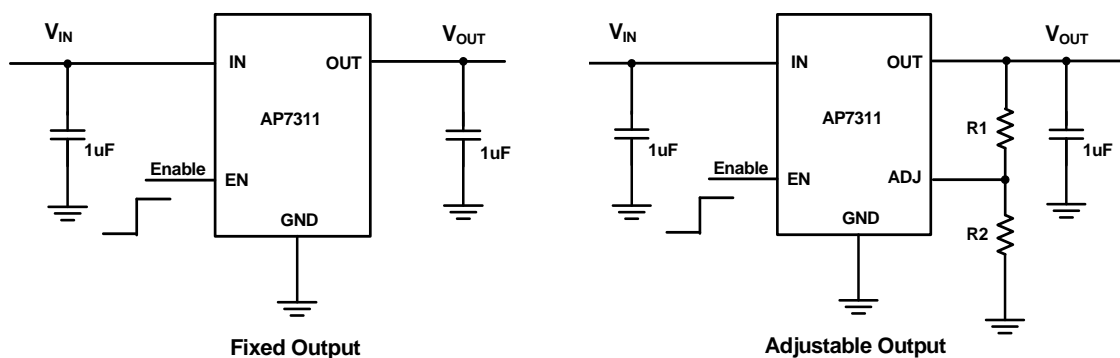 VIN
VOUT
IN
OUT
AP7311
1uF
1uF
Enable
EN
GND
Fixed Output
VIN
VOUT
IN
OUT
AP7311
R1
1uF
1uF
Enable
EN
ADJ
GND
R2
Adjustable Output